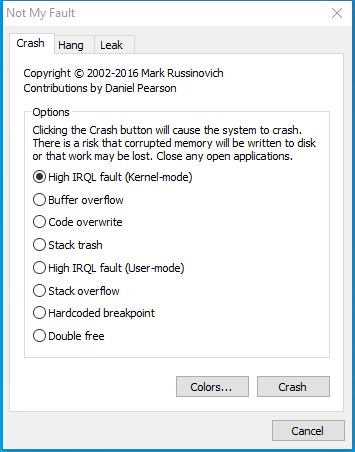 Not My Fault
Crash Hang Leak
Copyright © 2002-2016 Mark Russinovich
Contributions by Daniel Pearson
Options
Clicking the Crash button will cause the system to crash.
There is a risk that corrupted memory will be written to disk
or that work may be lost. Close any open applications.
High IRQL fault (Kernel-mode)
Buffer overflow
Code overwrite
Stack trash
High IRQL fault (User-mode)
Stack overflow
Hardcoded breakpoint
Double free
Colors... Crash
Cancel